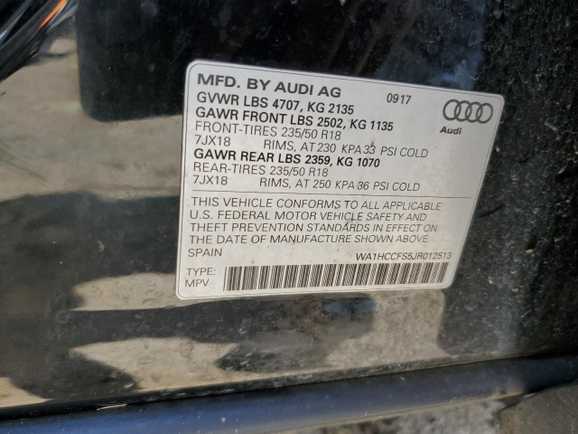 MFD. BY AUDI AG 09 17
Audi
GVWR LBS 4707, KG 2135
GAWR FRONT LBS 2502, KG 1135
FRONT-TIRES 235/50 R18
7JX18 RIMS, AT 230 KPA 33 PSI COLD
GAWR REAR LBS 2359, KG 1070
REAR-TIRES 235/50 R18
7JX18 RIMS, AT 250 KPA 36 PSI COLD
THIS VEHICLE CONFORMS TO ALL APPLICABLE
U.S. FEDERAL MOTOR VEHICLE SAFETY AND
THEFT PREVENTION STANDARDS IN EFFECT ON
THE DATE OF MANUFACTURE SHOWN ABOVE.
SPAIN WA1HCCFS5JR012513
TYPE:
MPV